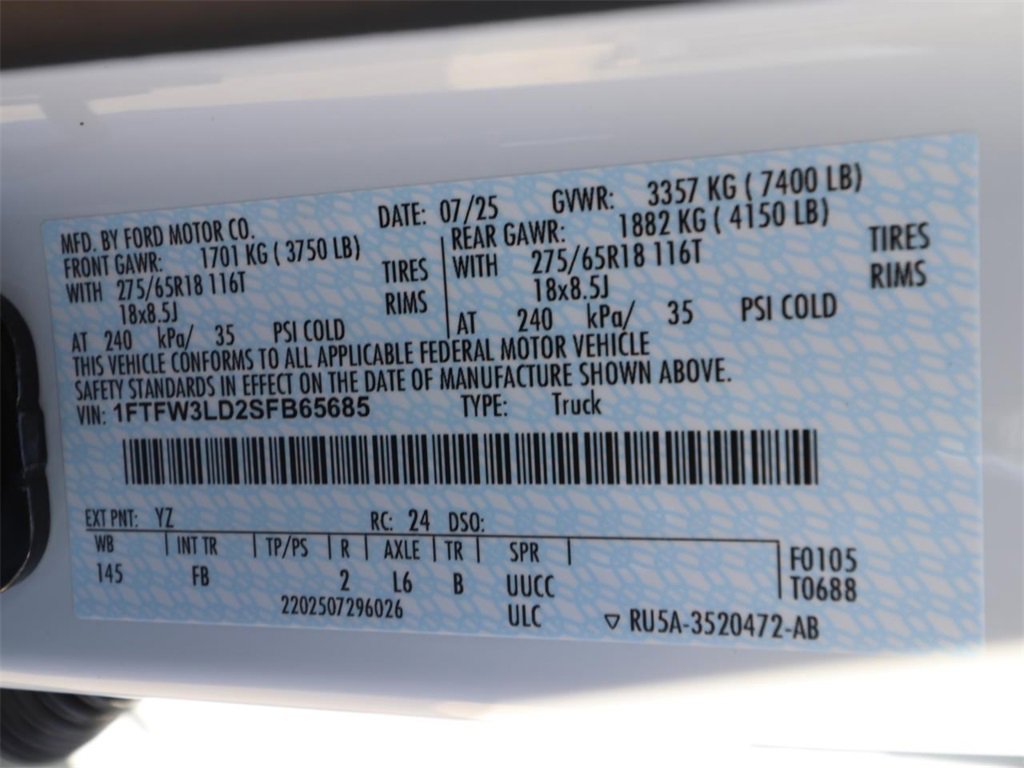 MFD. BY FORD MOTOR CO. DATE: 07/25 GVWR: 3357 KG ( 7400 LB)
FRONT GAWR: 1701 KG ( 3750 LB) REAR GAWR: 1882 KG ( 4150 LB)
WITH 275/65R18 116T TIRES WITH 275/65R18 116T TIRES
18x8.5J RIMS 18x8.5J RIMS
AT 240 kPa/ 35 PSI COLD AT 240 kPa/ 35 PSI COLD
THIS VEHICLE CONFORMS TO ALL APPLICABLE FEDERAL MOTOR VEHICLE
SAFETY STANDARDS IN EFFECT ON THE DATE OF MANUFACTURE SHOWN ABOVE.
VIN: 1FTFW3LD2SFB65685 TYPE: Truck
EXT PNT: YZ RC: 24 DSO:
WB INT TR TP/PS R AXLE TR SPR F0105
145 FB 2 L6 B UUCC T0688
2202507296026 ULC ▽ RU5A-3520472-AB